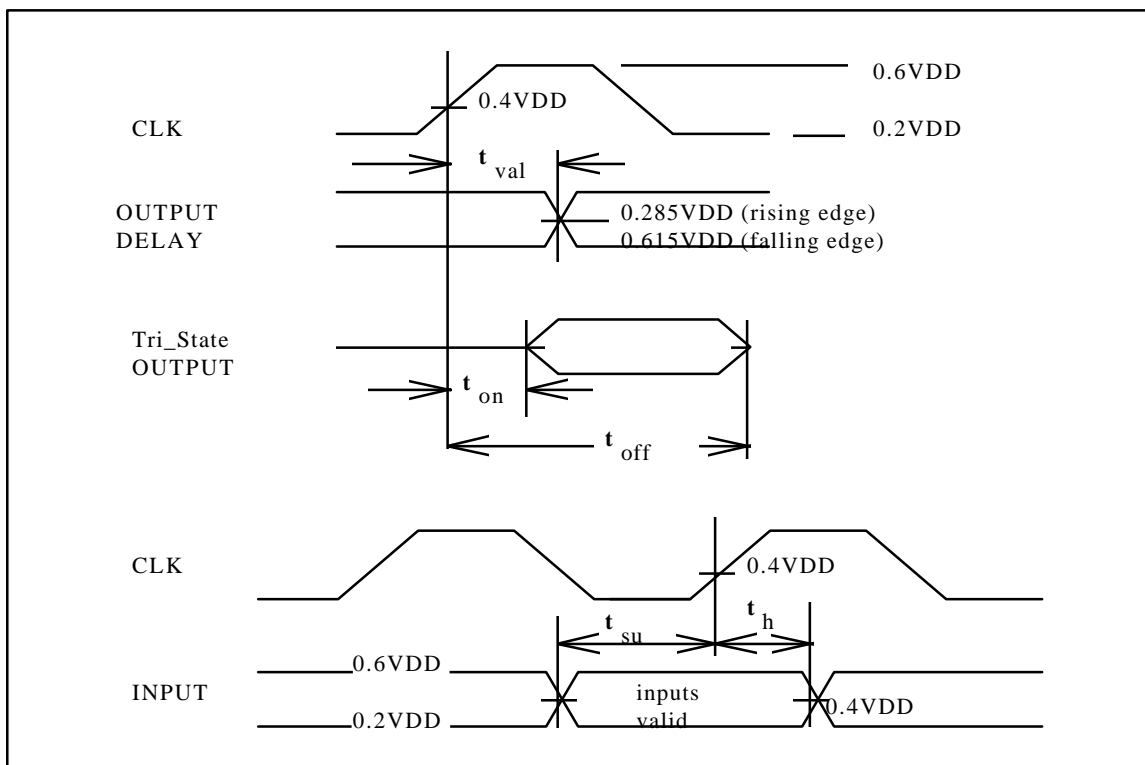 0.6VDD
0.4VDD
CLK
0.2VDD
t val
OUTPUT
DELAY
0.285VDD (rising edge)
0.615VDD (falling edge)
Tri_State
OUTPUT
t on
t off
CLK
0.4VDD
t su
t h
0.6VDD
INPUT
inputs
valid
0.2VDD
0.4VDD